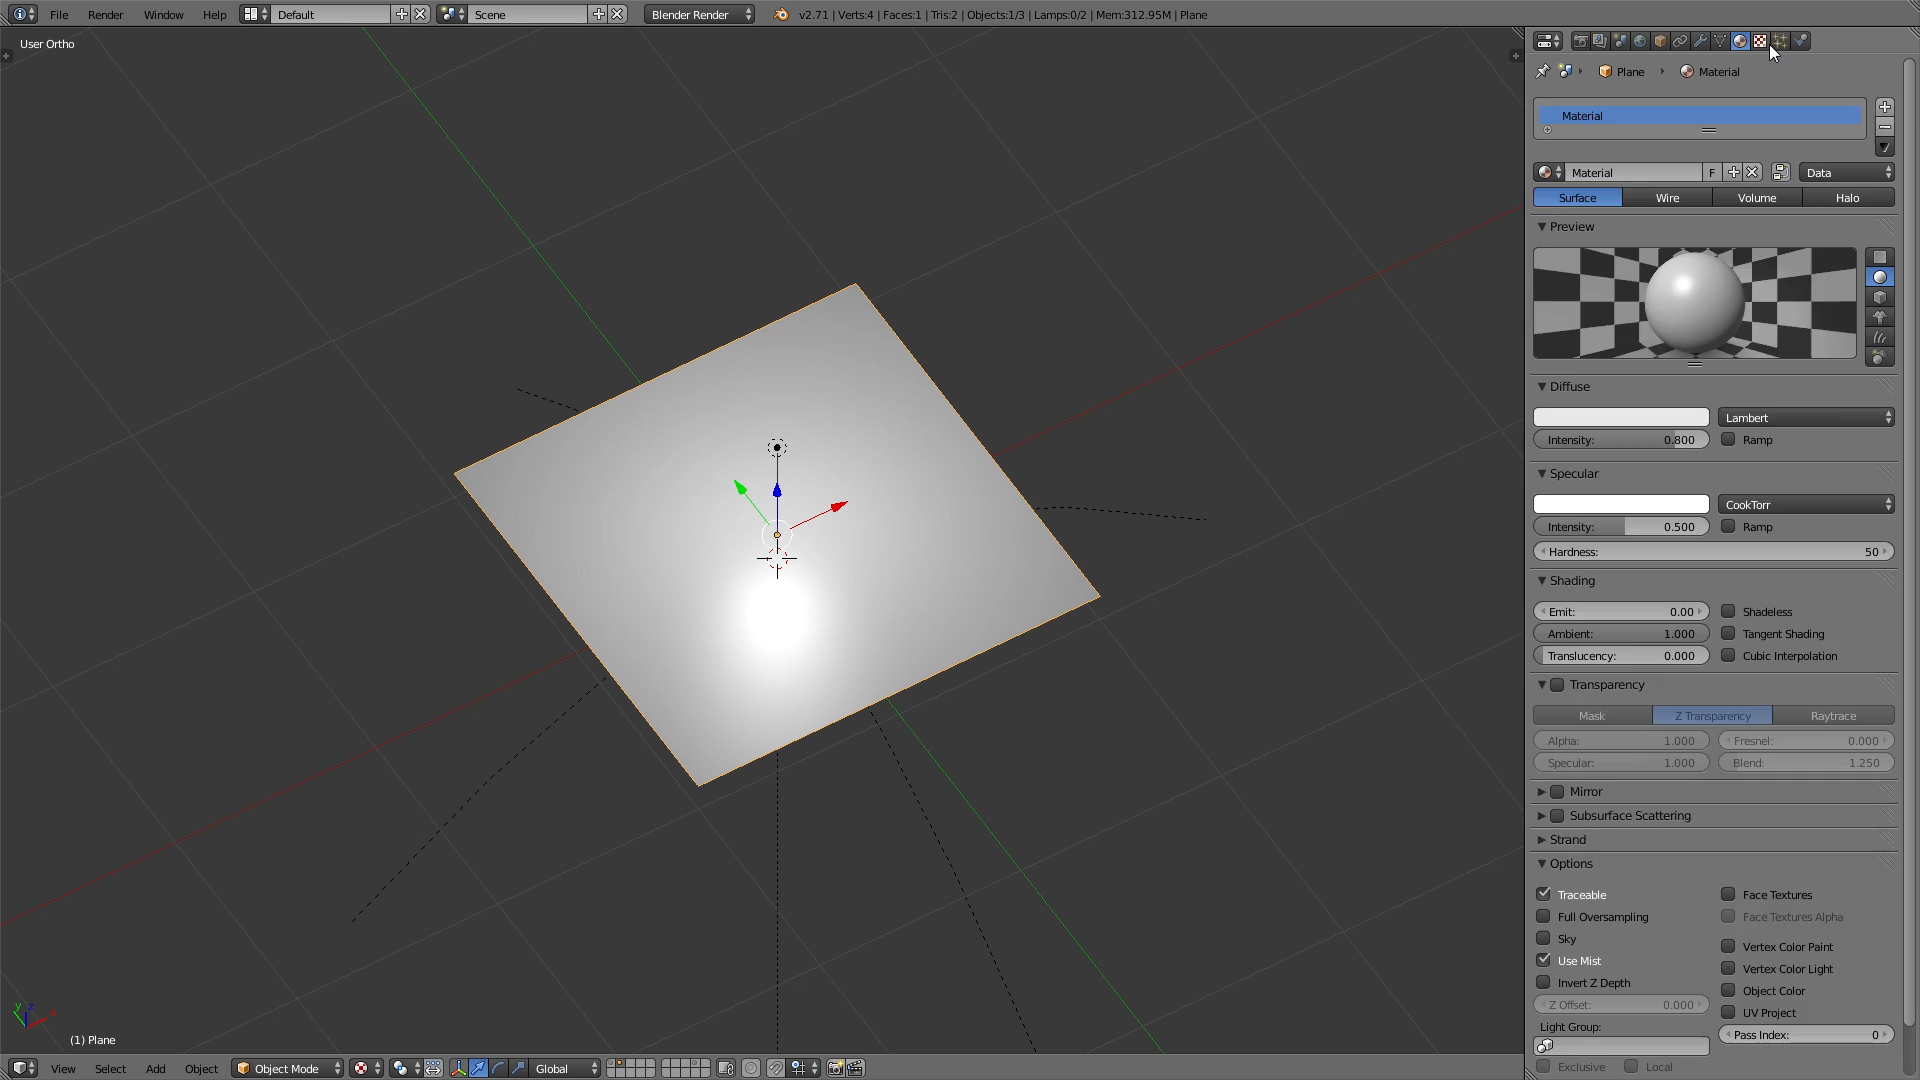 File Render Window Help Default Scene Blender Render v2.71 | Verts:4 | Faces:1 | Tris:2 | Objects:1/3 | Lamps:0/2 | Mem:312.95M | Plane
User Ortho
Plane Material
Material
Material F Data
Surface Wire Volume Halo
Preview
Diffuse
Lambert
Intensity: 0.800 Ramp
Specular
CookTorr
Intensity: 0.500 Ramp
Hardness: 50
Shading
Emit: 0.00 Shadeless
Ambient: 1.000 Tangent Shading
Translucency: 0.000 Cubic Interpolation
Transparency
Mask Z Transparency Raytrace
Alpha: 1.000 Fresnel: 0.000
Specular: 1.000 Blend: 1.250
Mirror
Subsurface Scattering
Strand
Options
Traceable Face Textures
Full Oversampling Face Textures Alpha
Sky Vertex Color Paint
Use Mist Vertex Color Light
Invert Z Depth Object Color
Z Offset: 0.000 UV Project
Light Group: Pass Index: 0
Exclusive Local
y z x
(1) Plane
View Select Add Object Object Mode Global